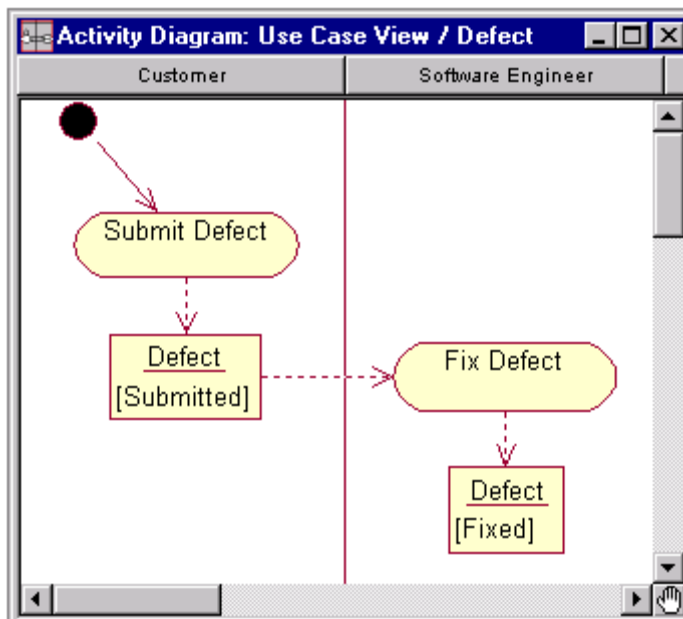 Activity Diagram: Use Case View / Defect
Customer
Software Engineer
Submit Defect
Defect
[Submitted]
Fix Defect
Defect
[Fixed]